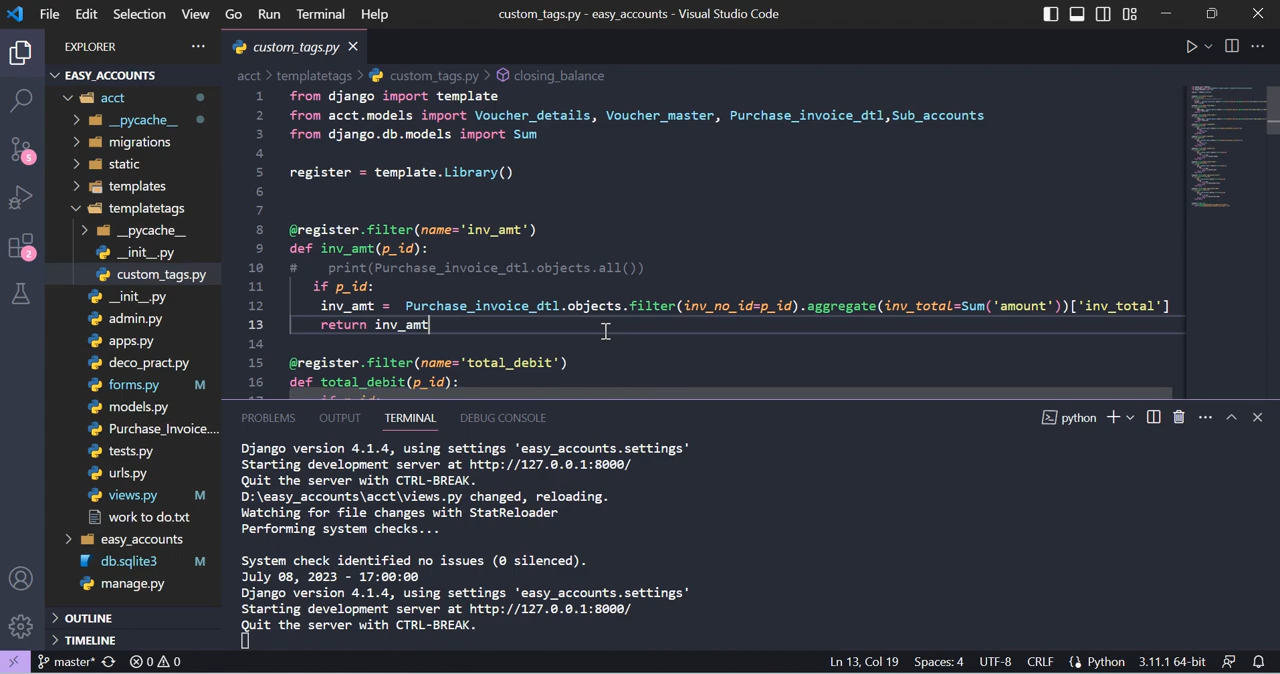 File Edit Selection View Go Run Terminal Help
custom_tags.py - easy_accounts - Visual Studio Code
EXPLORER
EASY_ACCOUNTS
acct
__pycache__
migrations
static
templates
templatetags
__pycache__
__init__.py
custom_tags.py
__init__.py
admin.py
apps.py
deco_pract.py
forms.py M
models.py
Purchase_Invoice....
tests.py
urls.py
views.py M
work to do.txt
easy_accounts
db.sqlite3 M
manage.py
OUTLINE
TIMELINE
5
2
custom_tags.py
acct > templatetags > custom_tags.py > closing_balance
1 from django import template
2 from acct.models import Voucher_details, Voucher_master, Purchase_invoice_dtl,Sub_accounts
3 from django.db.models import Sum
4
5 register = template.Library()
6
7
8 @register.filter(name='inv_amt')
9 def inv_amt(p_id):
10 #    print(Purchase_invoice_dtl.objects.all())
11    if p_id:
12     inv_amt =  Purchase_invoice_dtl.objects.filter(inv_no_id=p_id).aggregate(inv_total=Sum('amount'))['inv_total']
13     return inv_amt
14
15 @register.filter(name='total_debit')
16 def total_debit(p_id):
PROBLEMS OUTPUT TERMINAL DEBUG CONSOLE
python
Django version 4.1.4, using settings 'easy_accounts.settings'
Starting development server at http://127.0.0.1:8000/
Quit the server with CTRL-BREAK.
D:\easy_accounts\acct\views.py changed, reloading.
Watching for file changes with StatReloader
Performing system checks...
System check identified no issues (0 silenced).
July 08, 2023 - 17:00:00
Django version 4.1.4, using settings 'easy_accounts.settings'
Starting development server at http://127.0.0.1:8000/
Quit the server with CTRL-BREAK.
master* 0 0 Ln 13, Col 19 Spaces: 4 UTF-8 CRLF Python 3.11.1 64-bit